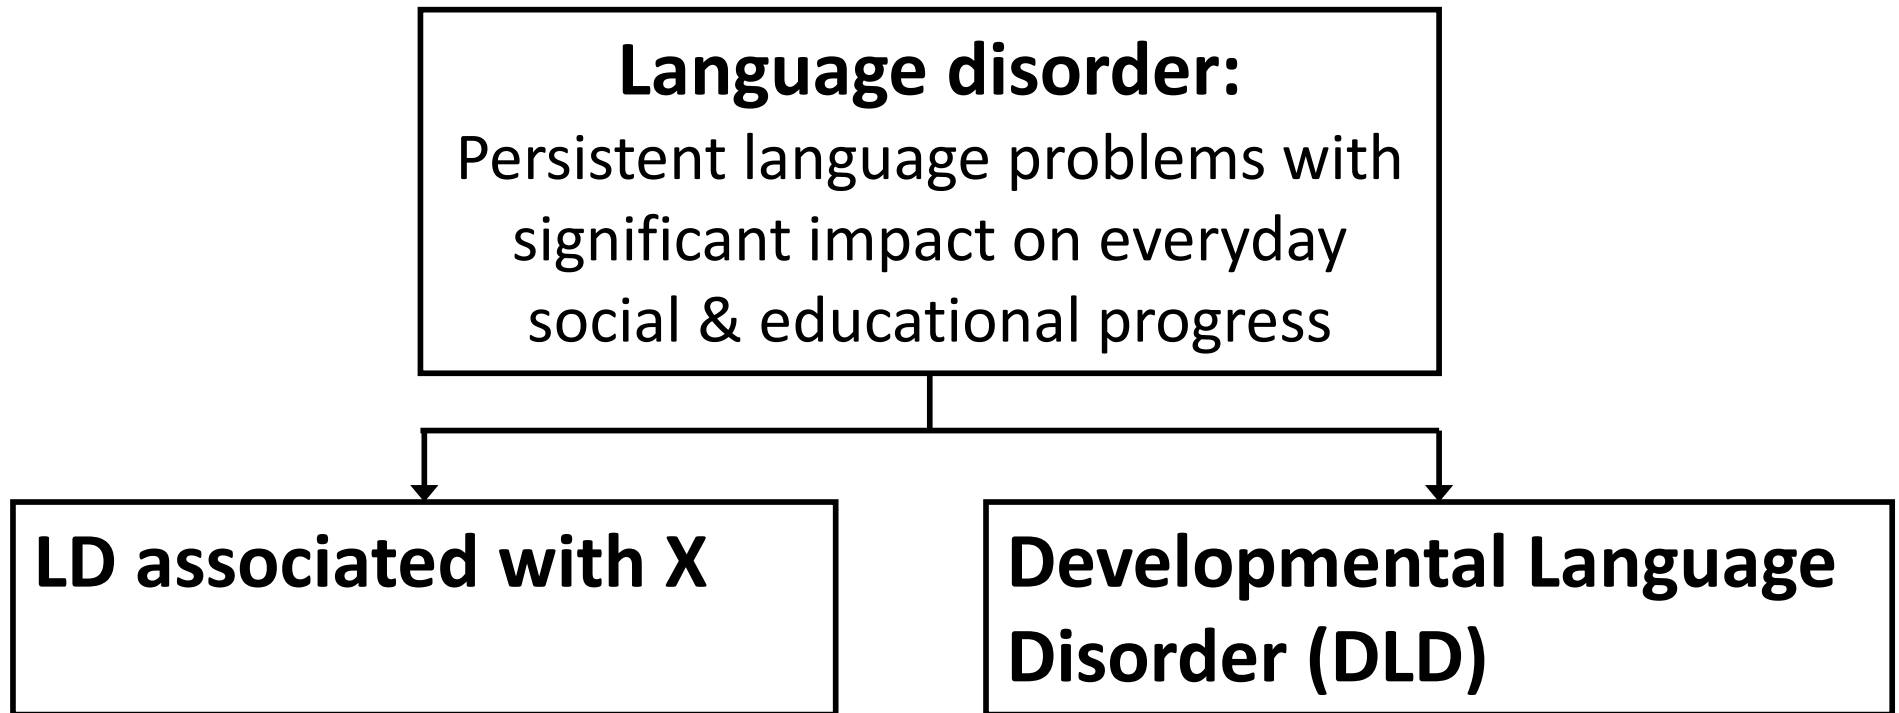 Language disorder:
Persistent language problems with
significant impact on everyday
social & educational progress
LD associated with X
Developmental Language
Disorder (DLD)